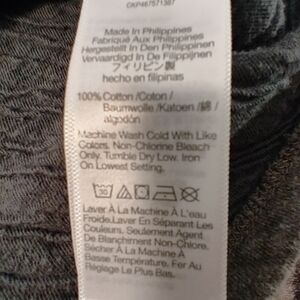 Made In Philippines
Fabriqué Aux Philippines
Hergestellt In Den Philippinen
Vervaardigd In De Filippijnen
フィリピン製
hecho en filipinas
100% Cotton /Coton /
Baumwolle /Katoen /綿 /
algodón
Machine Wash Cold With Like
Colors. Non-Chlorine Bleach
Only. Tumble Dry Low. Iron
On Lowest Setting.
30
Laver À La Machine À L'eau
Froide.Laver En Séparant Les
Couleurs. Seulement Agent
De Blanchiment Non-Chlore.
Sécher À La Machine À
Basse Température. Fer Au
Réglage Le Plus Bas.